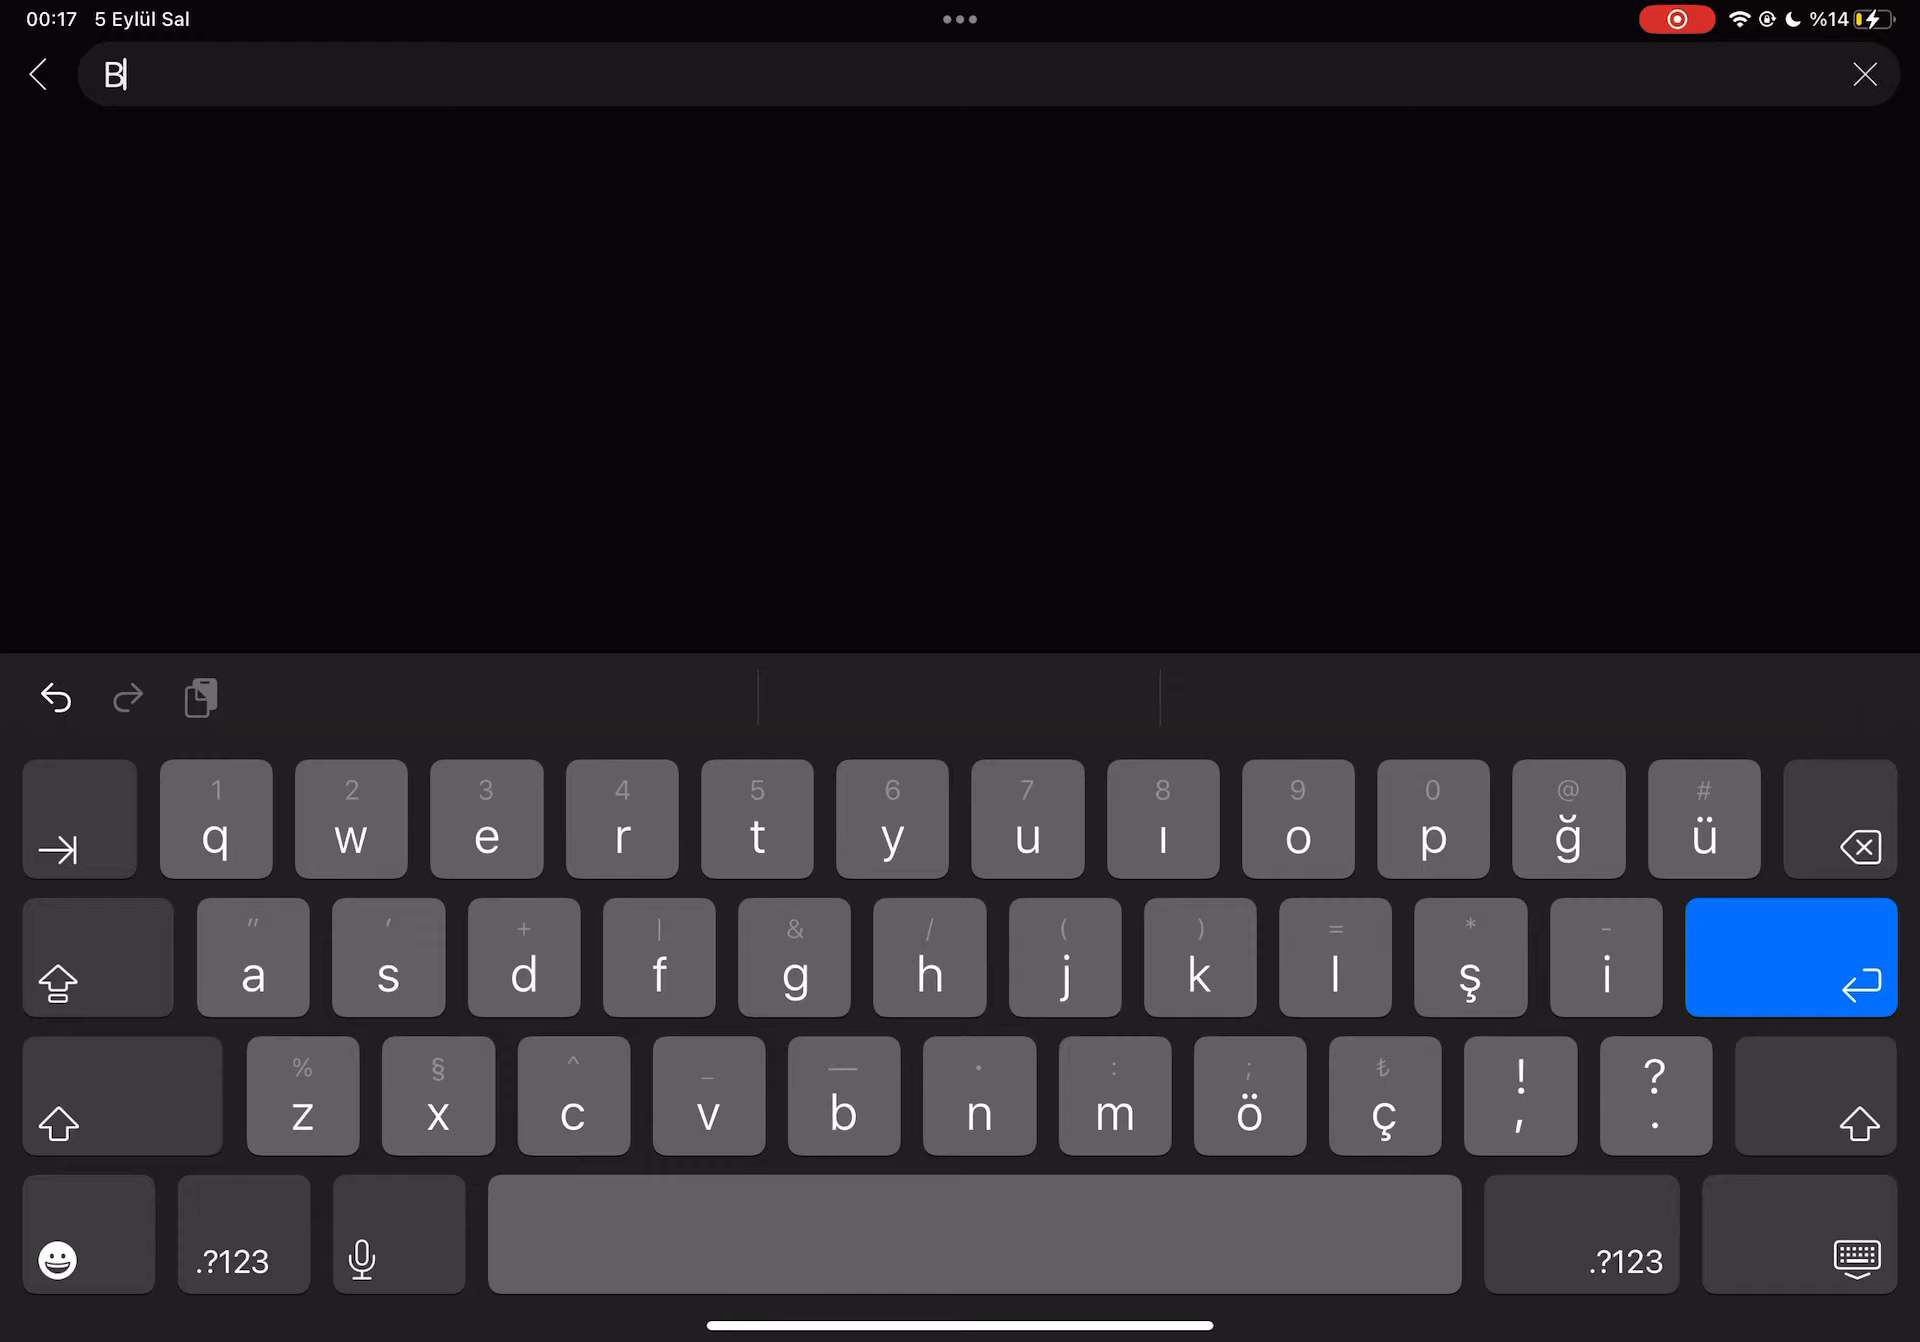 00:17 5 Eylül Sal %14
B
1 2 3 4 5 6 7 8 9 0 @ #
q w e r t y u ı o p ğ ü
" ' + | & / ( ) = * -
a s d f g h j k l ş i
% § ^ _ — · : ; ₺ ! ?
z x c v b n m ö ç , .
.?123 .?123